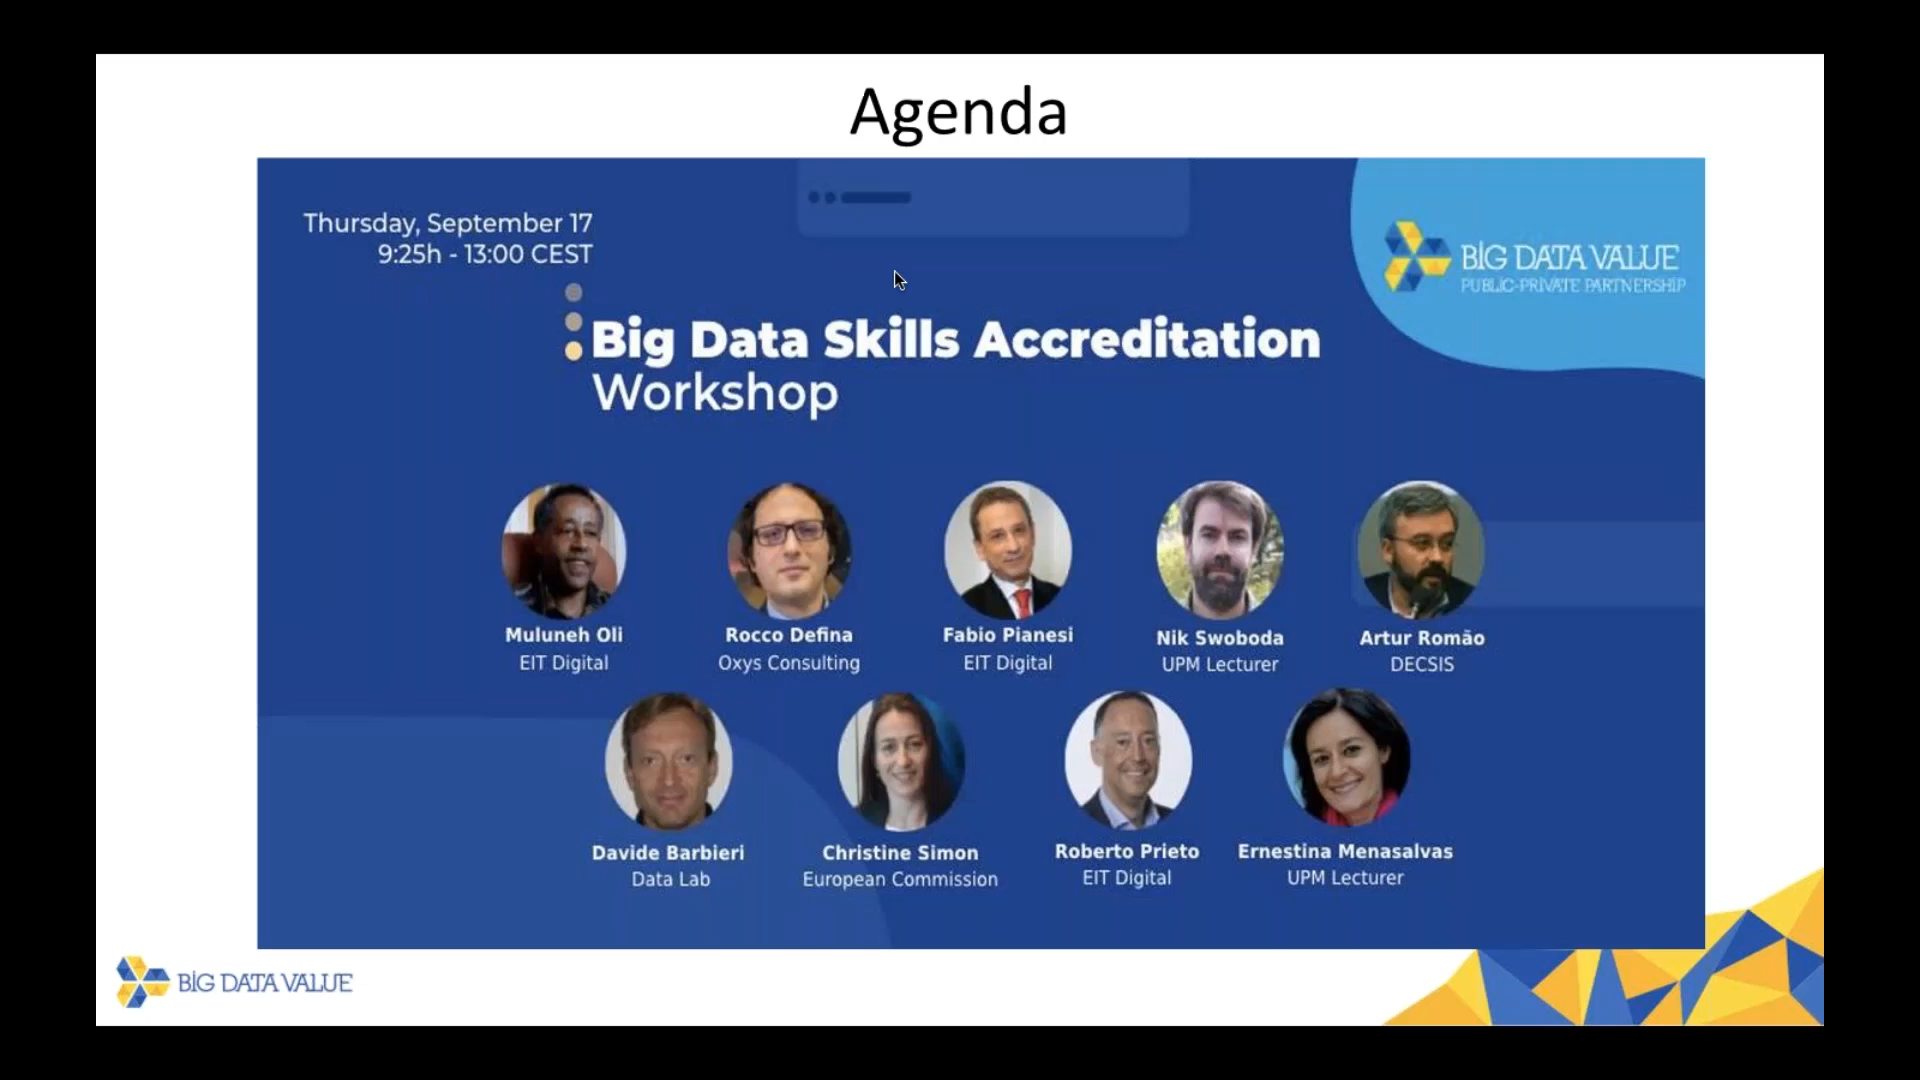 Agenda
Thursday, September 17
9:25h - 13:00 CEST
BIG DATA VALUE
PUBLIC-PRIVATE PARTNERSHIP
Big Data Skills Accreditation
Workshop
Muluneh Oli
EIT Digital
Rocco Defina
Oxys Consulting
Fabio Pianesi
EIT Digital
Nik Swoboda
UPM Lecturer
Artur Romão
DECSIS
Davide Barbieri
Data Lab
Christine Simon
European Commission
Roberto Prieto
EIT Digital
Ernestina Menasalvas
UPM Lecturer
BIG DATA VALUE